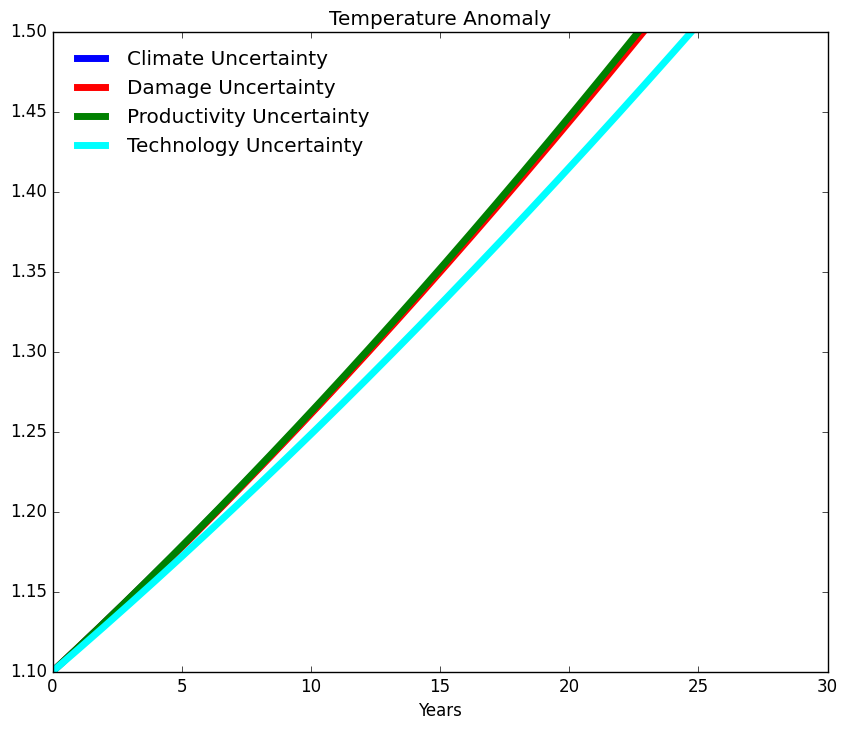 Temperature Anomaly
1.50
1.45
1.40
1.35
1.30
1.25
1.20
1.15
1.10
Climate Uncertainty
Damage Uncertainty
Productivity Uncertainty
Technology Uncertainty
0 5 10 15 20 25 30
Years